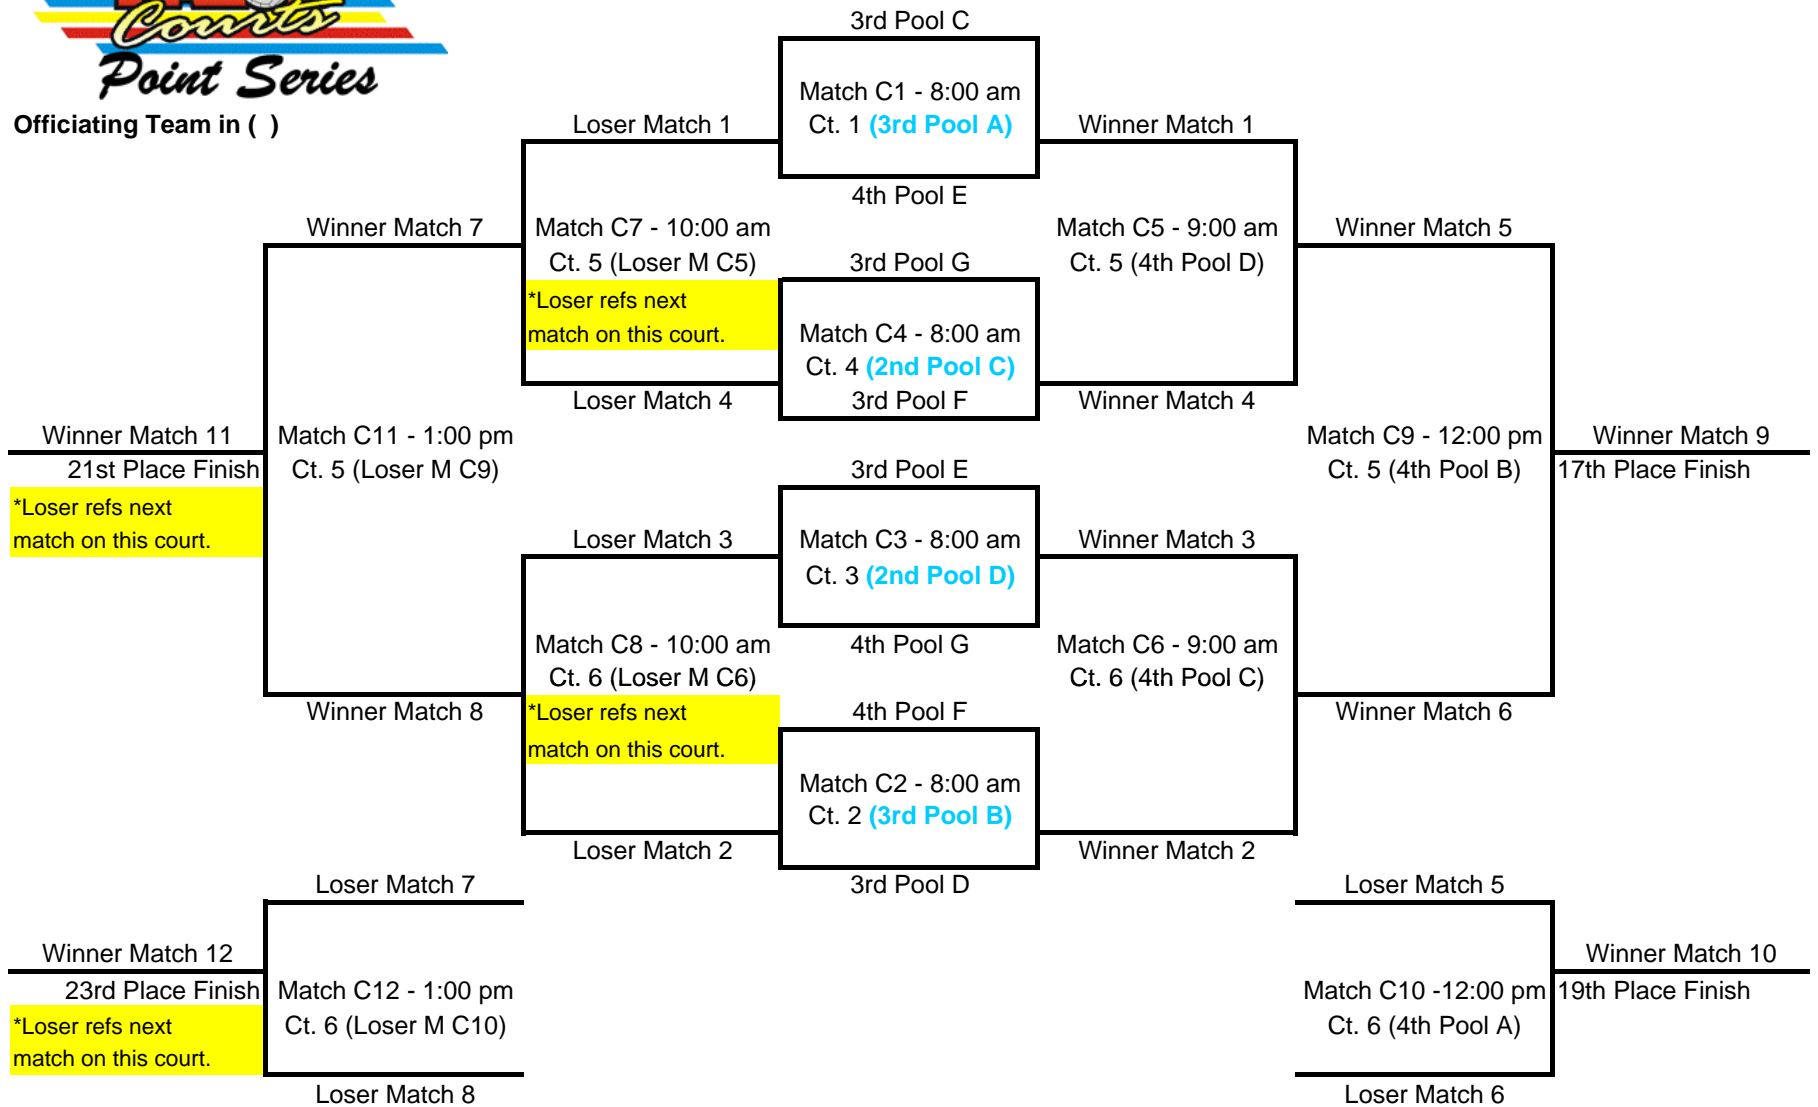 Courts
Point Series
Officiating Team in ( )
3rd Pool C
Match C1 - 8:00 am
Ct. 1 (3rd Pool A)
Loser Match 1
Winner Match 1
4th Pool E
Winner Match 7
Match C7 - 10:00 am
Match C5 - 9:00 am
Winner Match 5
Ct. 5 (Loser M C5)
3rd Pool G
Ct. 5 (4th Pool D)
*Loser refs next
match on this court.
Match C4 - 8:00 am
Ct. 4 (2nd Pool C)
Loser Match 4
3rd Pool F
Winner Match 4
Winner Match 11
Match C11 - 1:00 pm
Match C9 - 12:00 pm
Winner Match 9
21st Place Finish
Ct. 5 (Loser M C9)
3rd Pool E
Ct. 5 (4th Pool B)
17th Place Finish
*Loser refs next
match on this court.
Loser Match 3
Match C3 - 8:00 am
Winner Match 3
Ct. 3 (2nd Pool D)
Match C8 - 10:00 am
4th Pool G
Match C6 - 9:00 am
Ct. 6 (Loser M C6)
Ct. 6 (4th Pool C)
Winner Match 8
*Loser refs next
match on this court.
4th Pool F
Winner Match 6
Match C2 - 8:00 am
Ct. 2 (3rd Pool B)
Loser Match 2
Winner Match 2
Loser Match 7
3rd Pool D
Loser Match 5
Winner Match 12
Winner Match 10
23rd Place Finish
Match C12 - 1:00 pm
Match C10 -12:00 pm
19th Place Finish
*Loser refs next
match on this court.
Ct. 6 (Loser M C10)
Ct. 6 (4th Pool A)
Loser Match 8
Loser Match 6